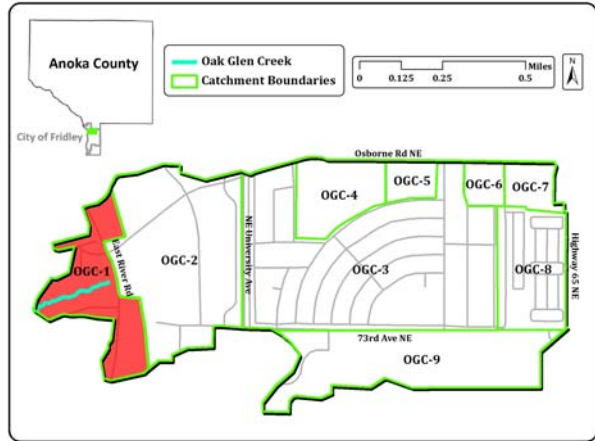 Anoka County
City of Fridley
Oak Glen Creek
Catchment Boundaries
Miles
0 0.125 0.25 0.5
N
Osborne Rd NE
OGC-4
OGC-5
OGC-6
OGC-7
OGC-1
East River Rd
OGC-2
NE University Ave
OGC-3
OGC-8
Highway 65 NE
73rd Ave NE
OGC-9